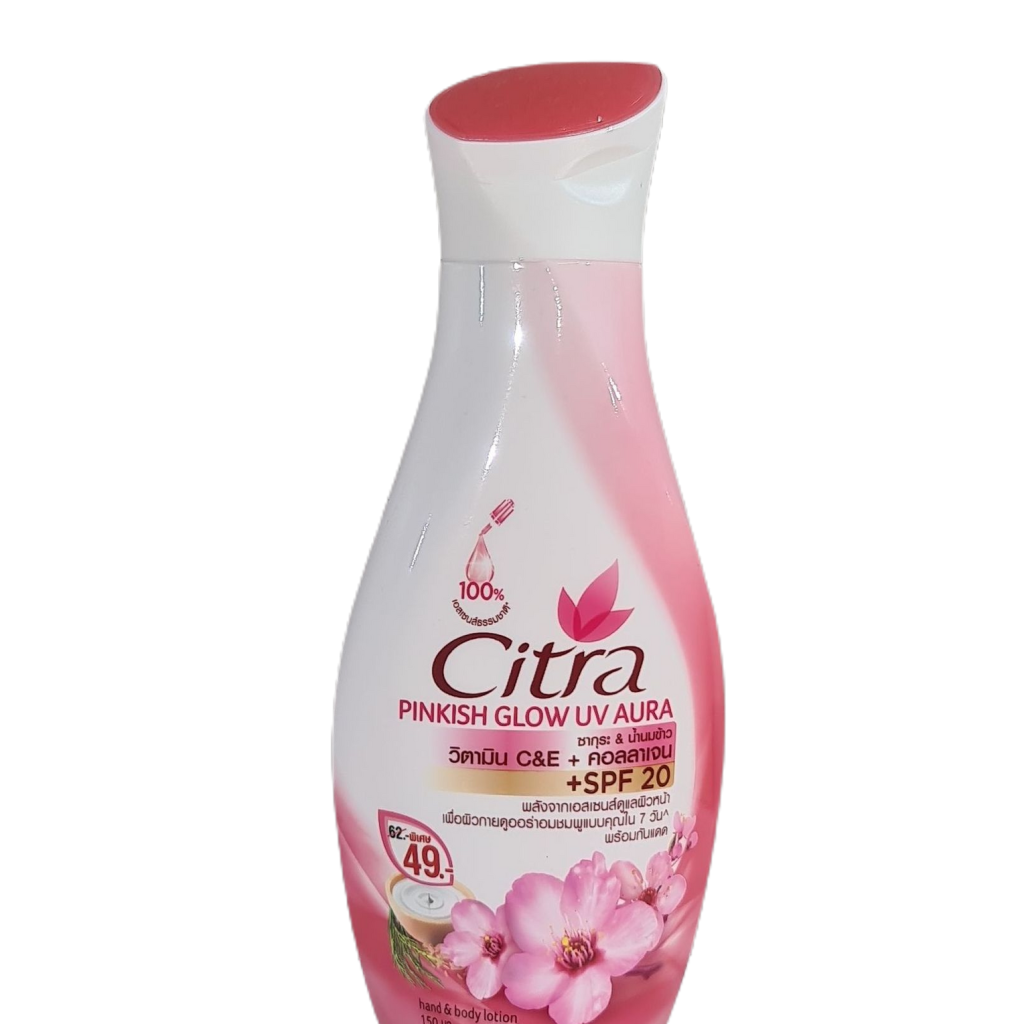 100%
เอสเซนส์ธรรมชาติ*
Citra
PINKISH GLOW UV AURA
ซากุระ & น้ำนมข้าว
วิตามิน C&E + คอลลาเจน
+SPF 20
พลังจากเอสเซนส์ดูแลผิวหน้า
เพื่อผิวกายดูออร่าอมชมพูแบบคุณใน 7 วัน^
พร้อมกันแดด
62.-พิเศษ
49.-
hand & body lotion
150